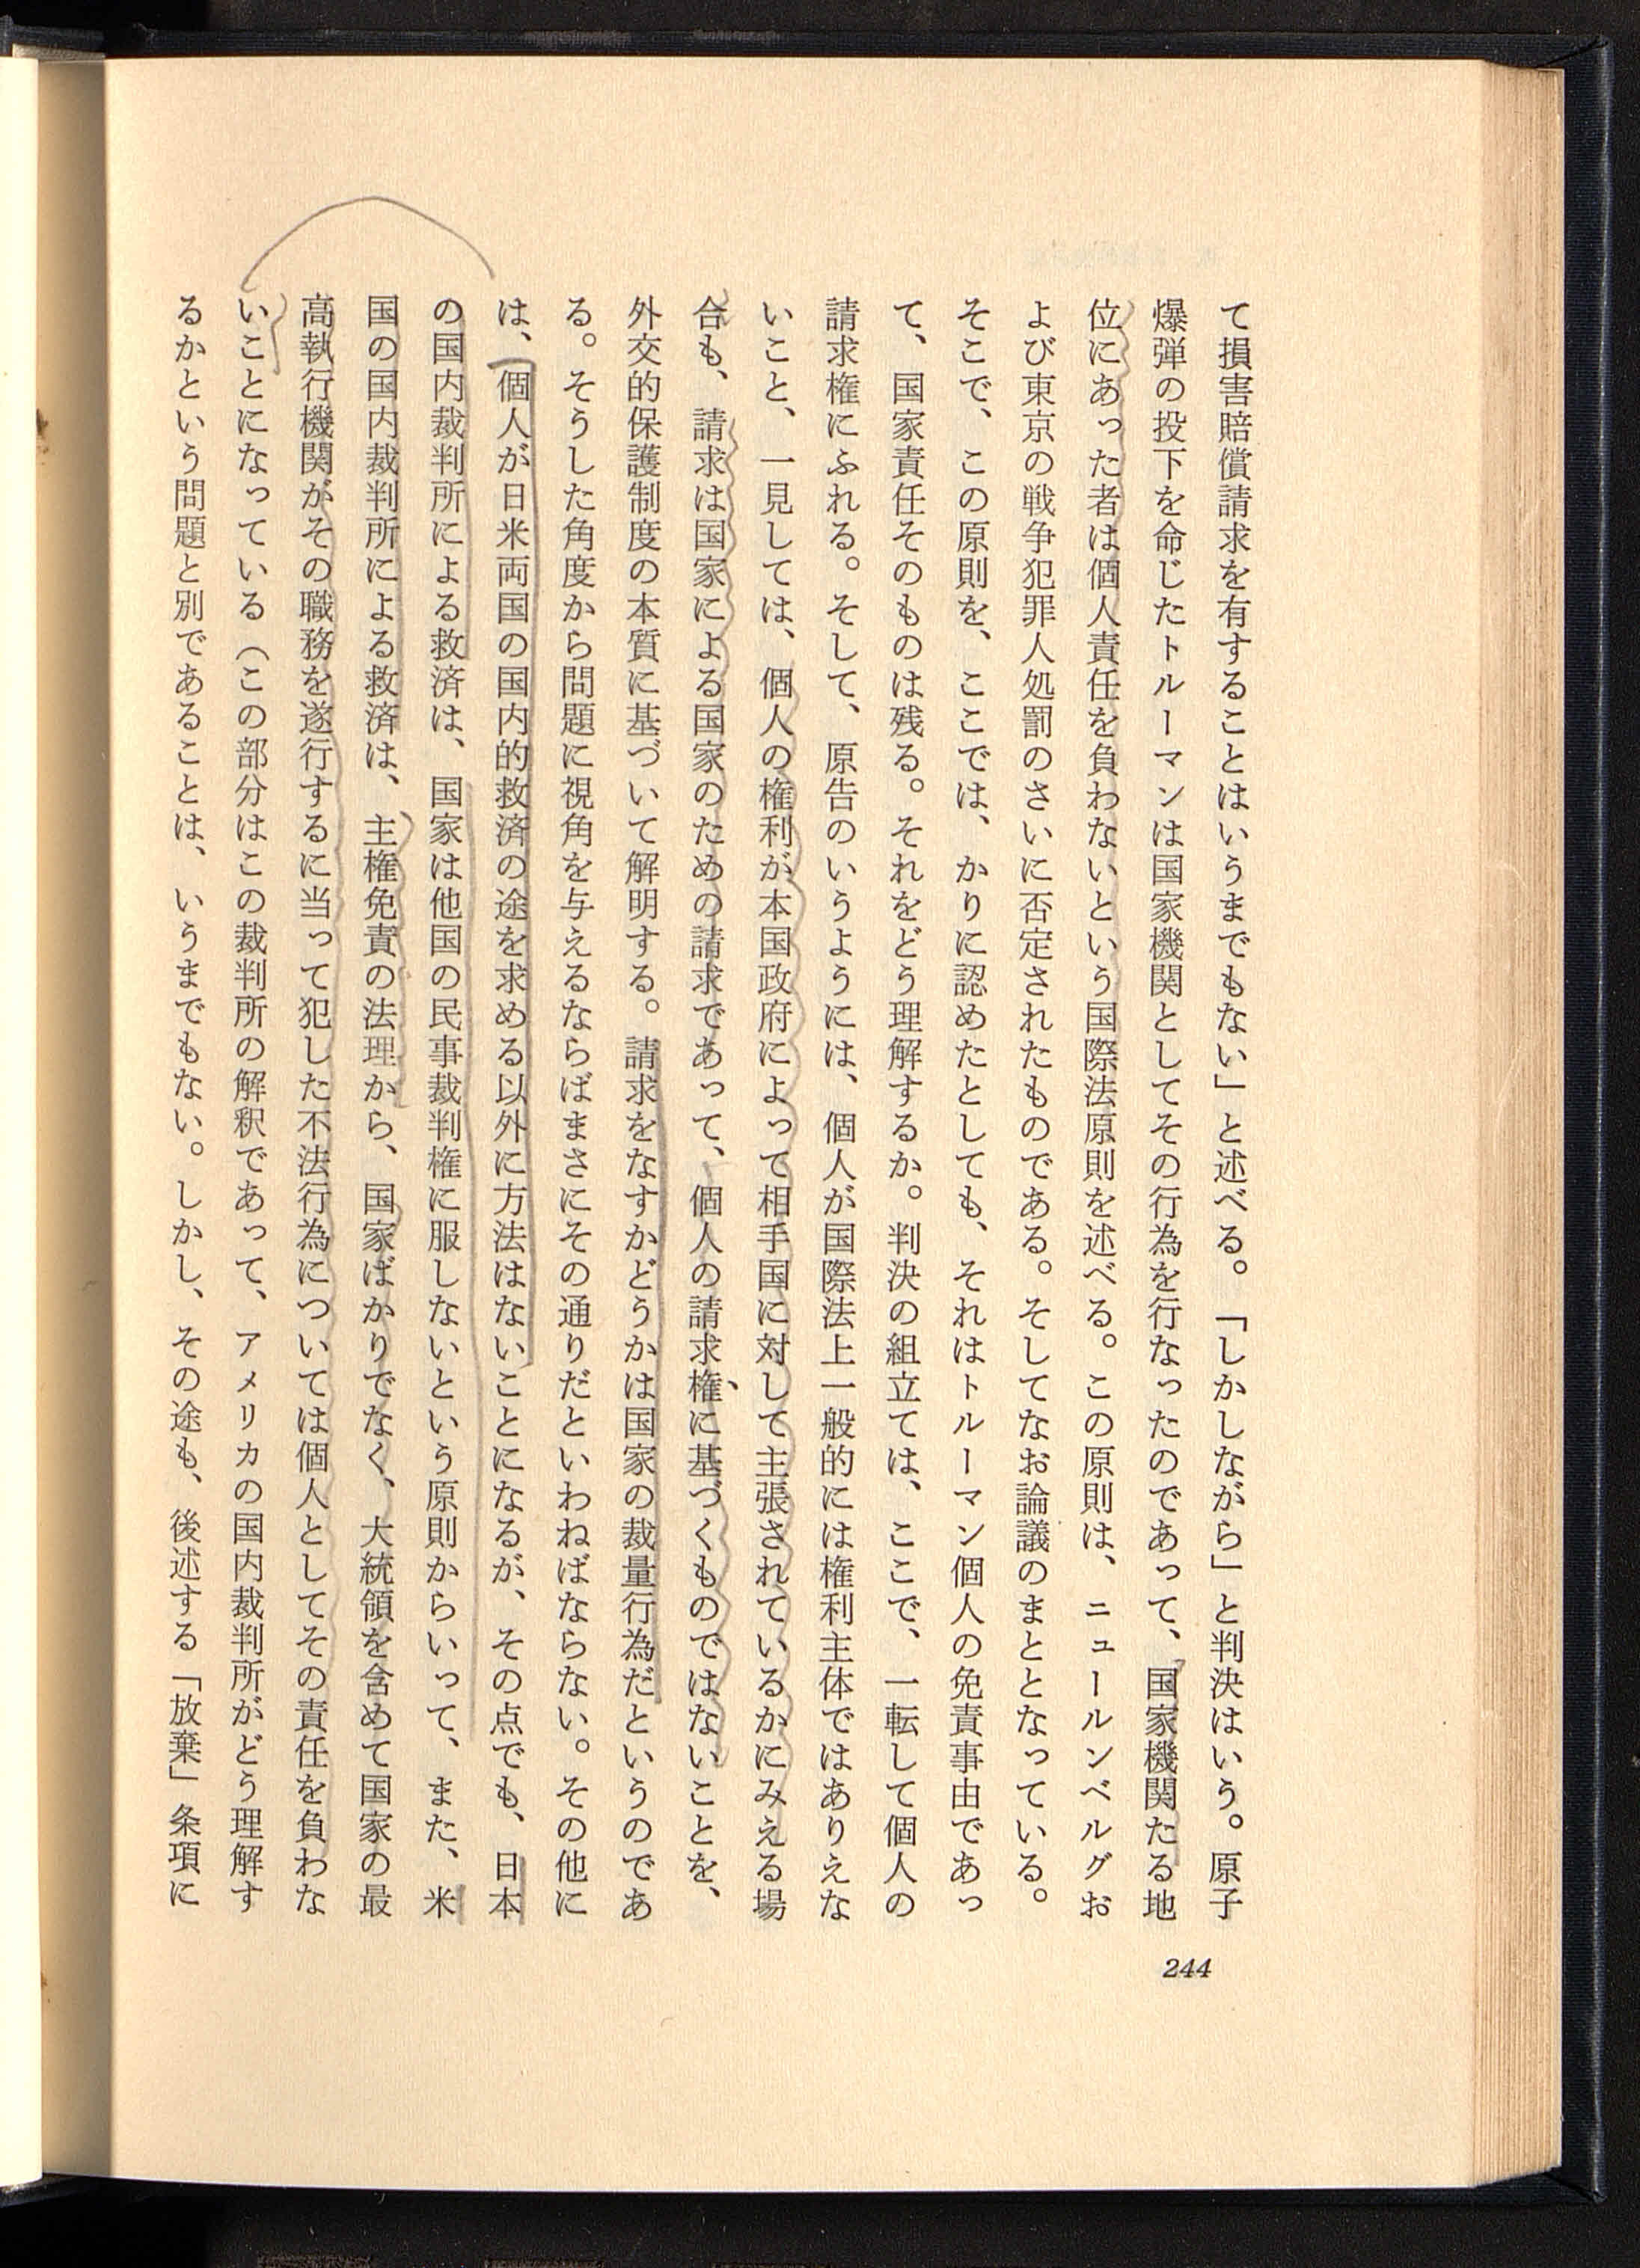 て損害賠償請求を有することはいうまでもない」と述べる。「しかしながら」と判決はいう。原子
爆弾の投下を命じたトルーマンは国家機関としてその行為を行なったのであって、国家機関たる地
位にあった者は個人責任を負わないという国際法原則を述べる。この原則は、ニュールンベルグお
よび東京の戦争犯罪人処罰のさいに否定されたものである。そしてなお論議のまととなっている。
そこで、この原則を、ここでは、かりに認めたとしても、それはトルーマン個人の免責事由であっ
て、国家責任そのものは残る。それをどう理解するか。判決の組立ては、ここで、一転して個人の
請求権にふれる。そして、原告のいうようには、個人が国際法上一般的には権利主体ではありえな
いこと、一見しては、個人の権利が本国政府によって相手国に対して主張されているかにみえる場
合も、請求は国家による国家のための請求であって、個人の請求権に基づくものではないことを、
外交的保護制度の本質に基づいて解明する。請求をなすかどうかは国家の裁量行為だというのであ
る。そうした角度から問題に視角を与えるならばまさにその通りだといわねばならない。その他に
は、個人が日米両国の国内的救済の途を求める以外に方法はないことになるが、その点でも、日本
の国内裁判所による救済は、国家は他国の民事裁判権に服しないという原則からいって、また、米
国の国内裁判所による救済は、主権免責の法理から、国家ばかりでなく、大統領を含めて国家の最
高執行機関がその職務を遂行するに当って犯した不法行為については個人としてその責任を負わな
いことになっている（この部分はこの裁判所の解釈であって、アメリカの国内裁判所がどう理解す
るかという問題と別であることは、いうまでもない。しかし、その途も、後述する「放棄」条項に
244